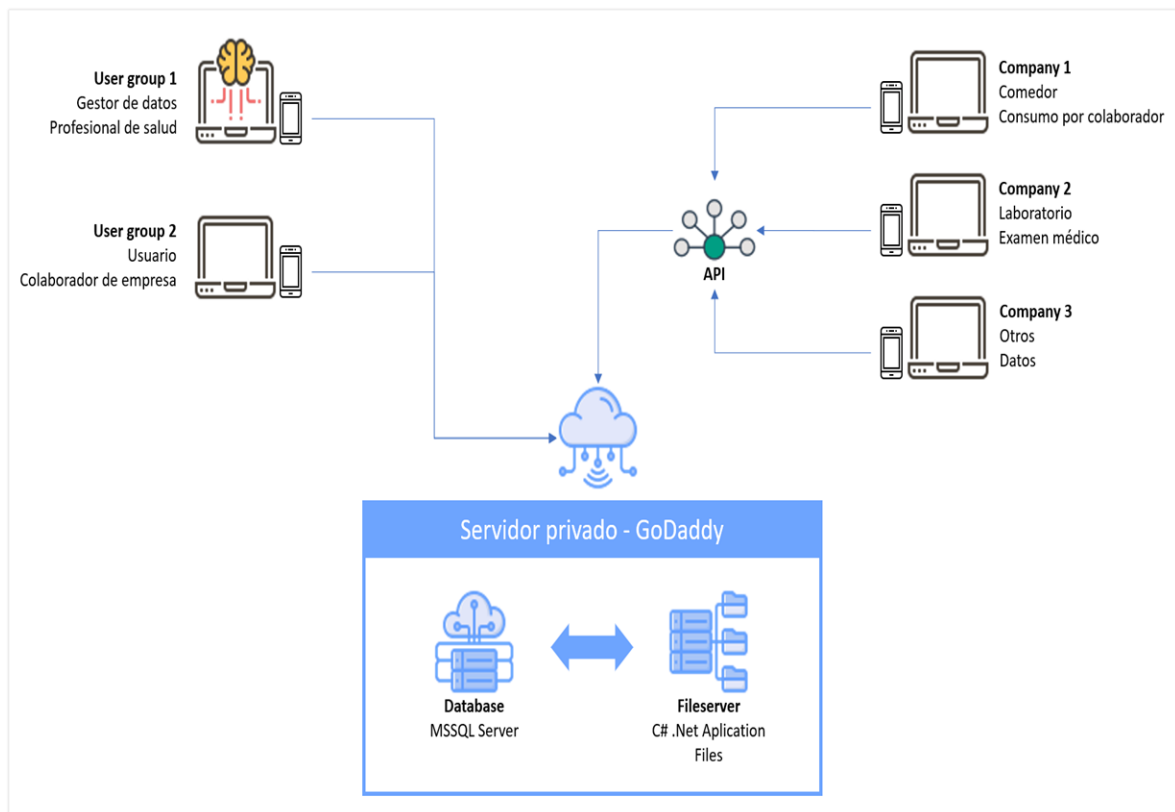 User group 1
Gestor de datos
Profesional de salud
User group 2
Usuario
Colaborador de empresa
Company 1
Comedor
Consumo por colaborador
Company 2
Laboratorio
Examen médico
API
Company 3
Otros
Datos
Servidor privado - GoDaddy
Database
MSSQL Server
Fileserver
C# .Net Aplication
Files